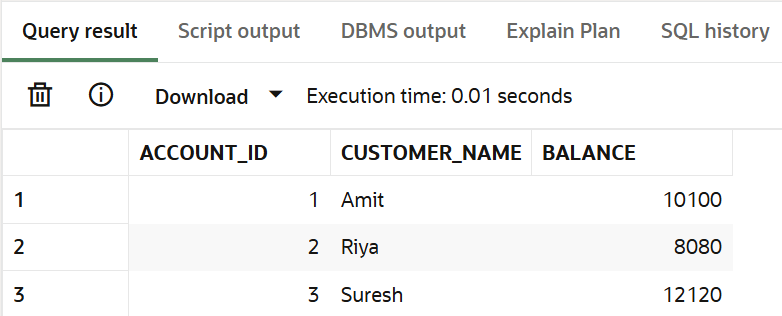 Query result Script output DBMS output Explain Plan SQL history
Download Execution time: 0.01 seconds
ACCOUNT_ID CUSTOMER_NAME BALANCE
1 1 Amit 10100
2 2 Riya 8080
3 3 Suresh 12120